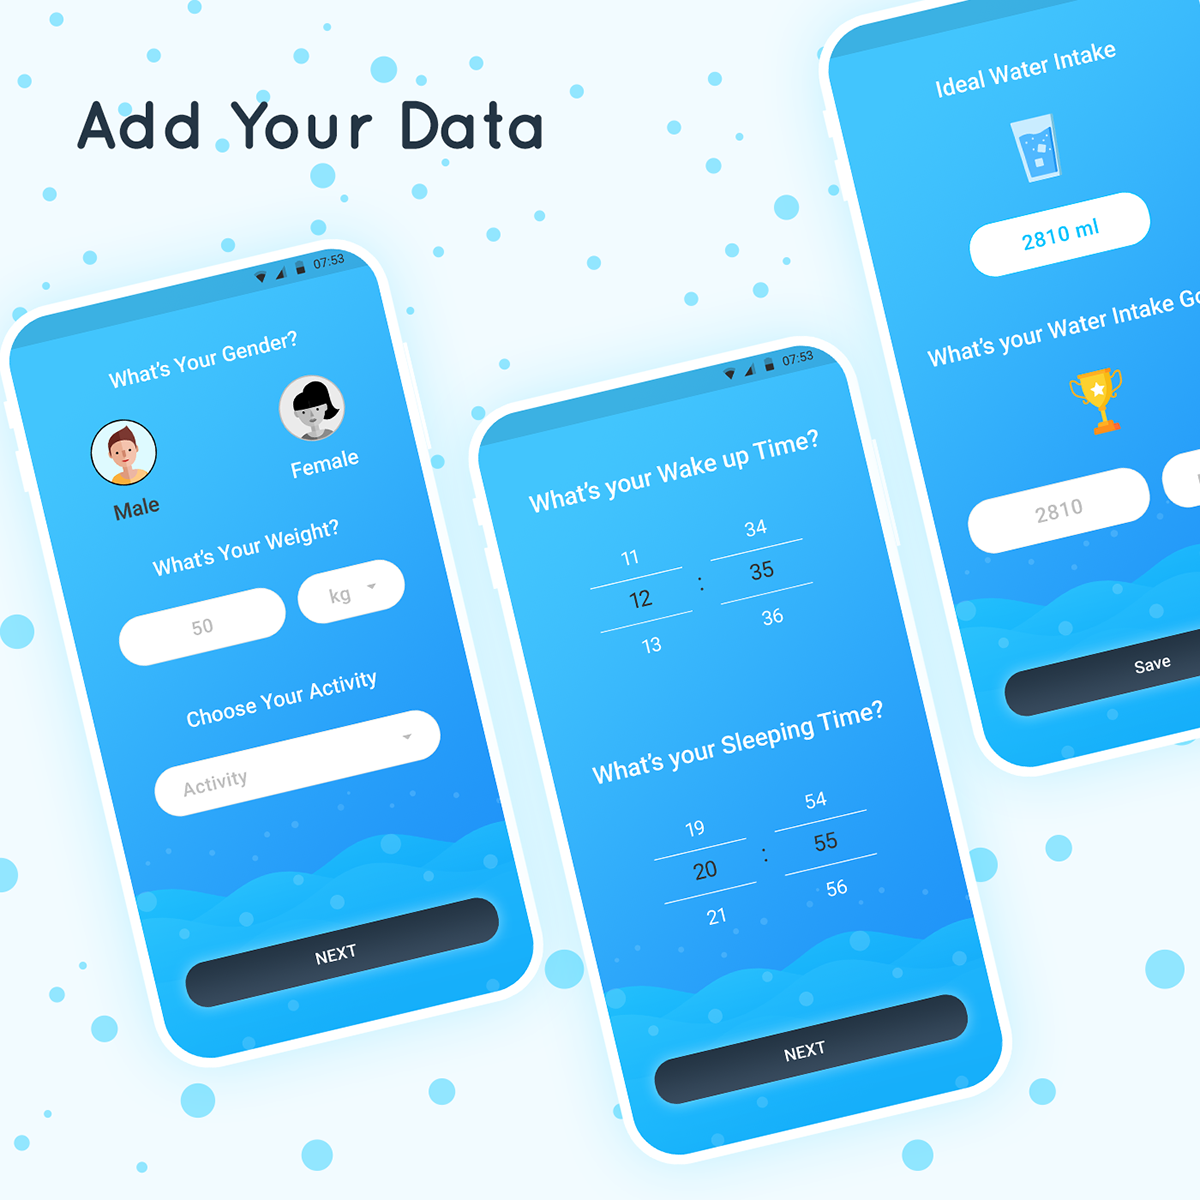 Add Your Data
07:53
What's Your Gender?
Male
Female
What's Your Weight?
50
kg
Choose Your Activity
Activity
NEXT
07:53
What's your Wake up Time?
11
34
12 : 35
13
36
What's your Sleeping Time?
19
54
20 : 55
21
56
NEXT
Ideal Water Intake
2810 ml
What's your Water Intake Go
2810
Save